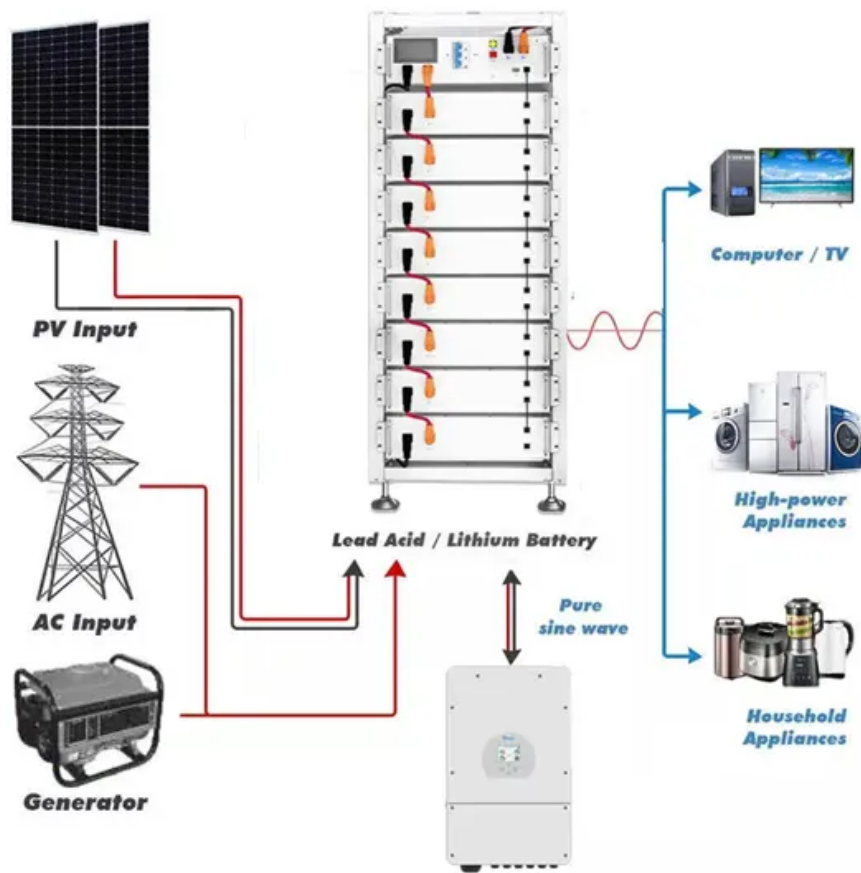 PV Input
AC Input
Generator
Lead Acid / Lithium Battery
Pure
sine wave
Computer / TV
High-power
Appliances
Household
Appliances